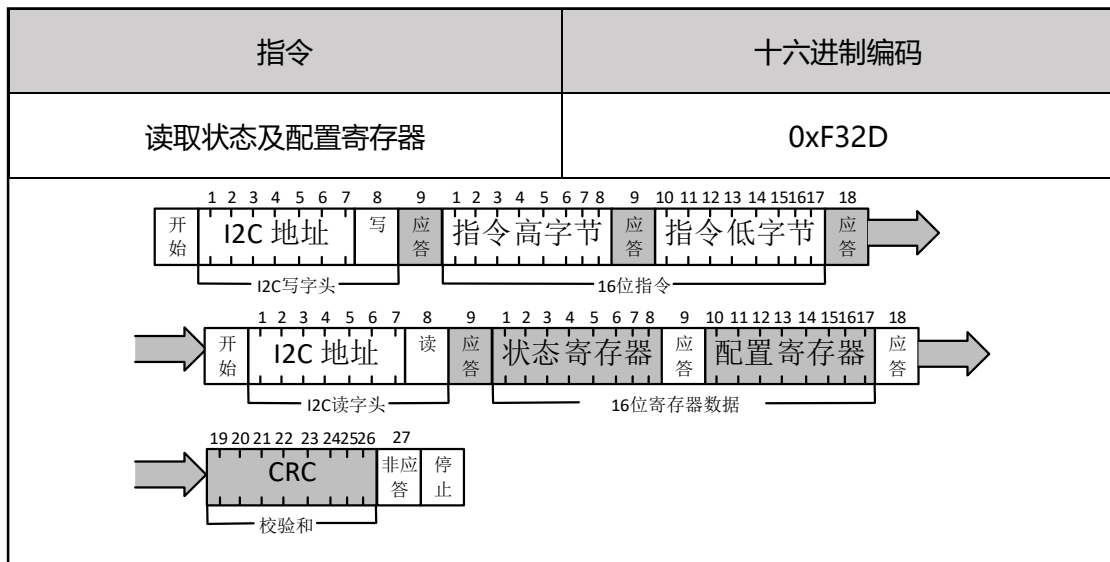 指令 十六进制编码
读取状态及配置寄存器 0xF32D
1 2 3 4 5 6 7 8 9 1 2 3 4 5 6 7 8 9 10 11 12 13 14 15 16 17 18
开始 I2C 地址 写 应答 指令高字节 应答 指令低字节 应答
I2C写字头 16位指令
1 2 3 4 5 6 7 8 9 1 2 3 4 5 6 7 8 9 10 11 12 13 14 15 16 17 18
开始 I2C 地址 读 应答 状态寄存器 应答 配置寄存器 应答
I2C读字头 16位寄存器数据
19 20 21 22 23 24 25 26 27
CRC 非应答 停止
校验和